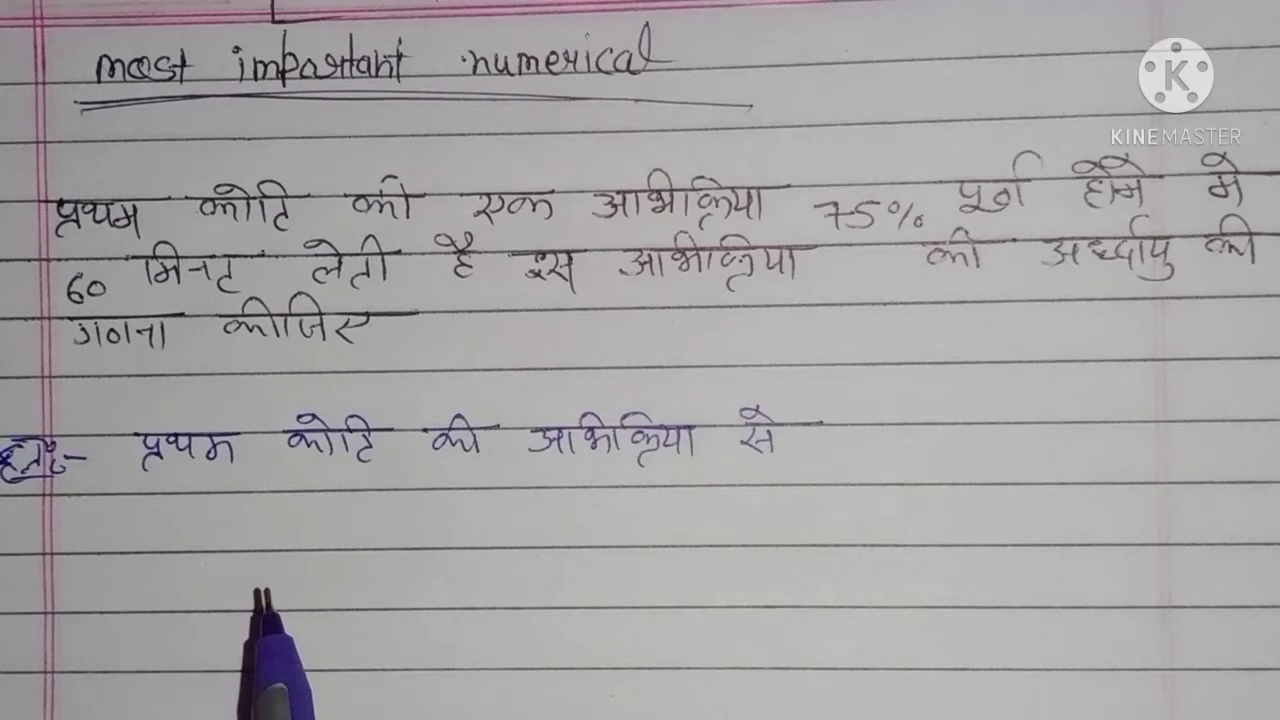 most important numerical
KINEMASTER
प्रथम कोटि की एक अभिक्रिया 75% पूर्ण होने मे
60 मिनट लेती है इस अभिक्रिया की अर्ध्दायु की
गणना कीजिए
हल:- प्रथम कोटि की अभिक्रिया से